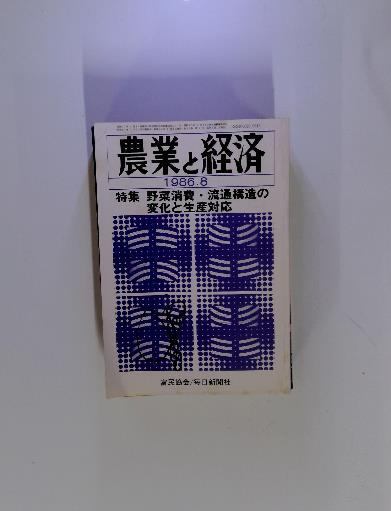 農業と経済
1986.8
特集 野菜消費・流通構造の
変化と生産対応
富民協会/毎日新聞社